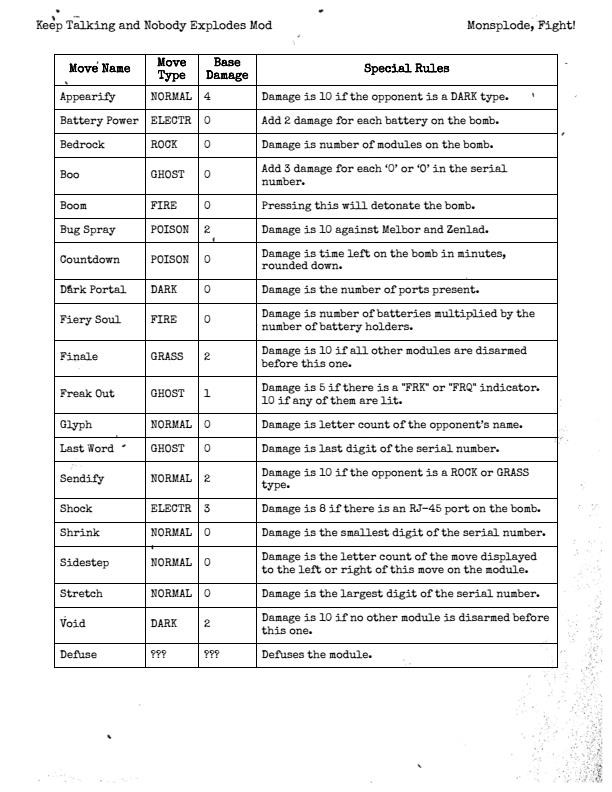 Keep Talking and Nobody Explodes Mod Monsplode, Fight!
Move Name Move Type Base Damage Special Rules
Appearify NORMAL 4 Damage is 10 if the opponent is a DARK type.
Battery Power ELECTR 0 Add 2 damage for each battery on the bomb.
Bedrock ROCK 0 Damage is number of modules on the bomb.
Boo GHOST 0 Add 3 damage for each ‘O’ or ‘0’ in the serial
number.
Boom FIRE 0 Pressing this will detonate the bomb.
Bug Spray POISON 2 Damage is 10 against Melbor and Zenlad.
Countdown POISON 0 Damage is time left on the bomb in minutes,
rounded down.
Dark Portal DARK 0 Damage is the number of ports present.
Fiery Soul FIRE 0 Damage is number of batteries multiplied by the
number of battery holders.
Finale GRASS 2 Damage is 10 if all other modules are disarmed
before this one.
Freak Out GHOST 1 Damage is 5 if there is a "FRK" or "FRQ" indicator.
10 if any of them are lit.
Glyph NORMAL 0 Damage is letter count of the opponent’s name.
Last Word GHOST 0 Damage is last digit of the serial number.
Sendify NORMAL 2 Damage is 10 if the opponent is a ROCK or GRASS
type.
Shock ELECTR 3 Damage is 8 if there is an RJ-45 port on the bomb.
Shrink NORMAL 0 Damage is the smallest digit of the serial number.
Sidestep NORMAL 0 Damage is the letter count of the move displayed
to the left or right of this move on the module.
Stretch NORMAL 0 Damage is the largest digit of the serial number.
Void DARK 2 Damage is 10 if no other module is disarmed before
this one.
Defuse ??? ??? Defuses the module.